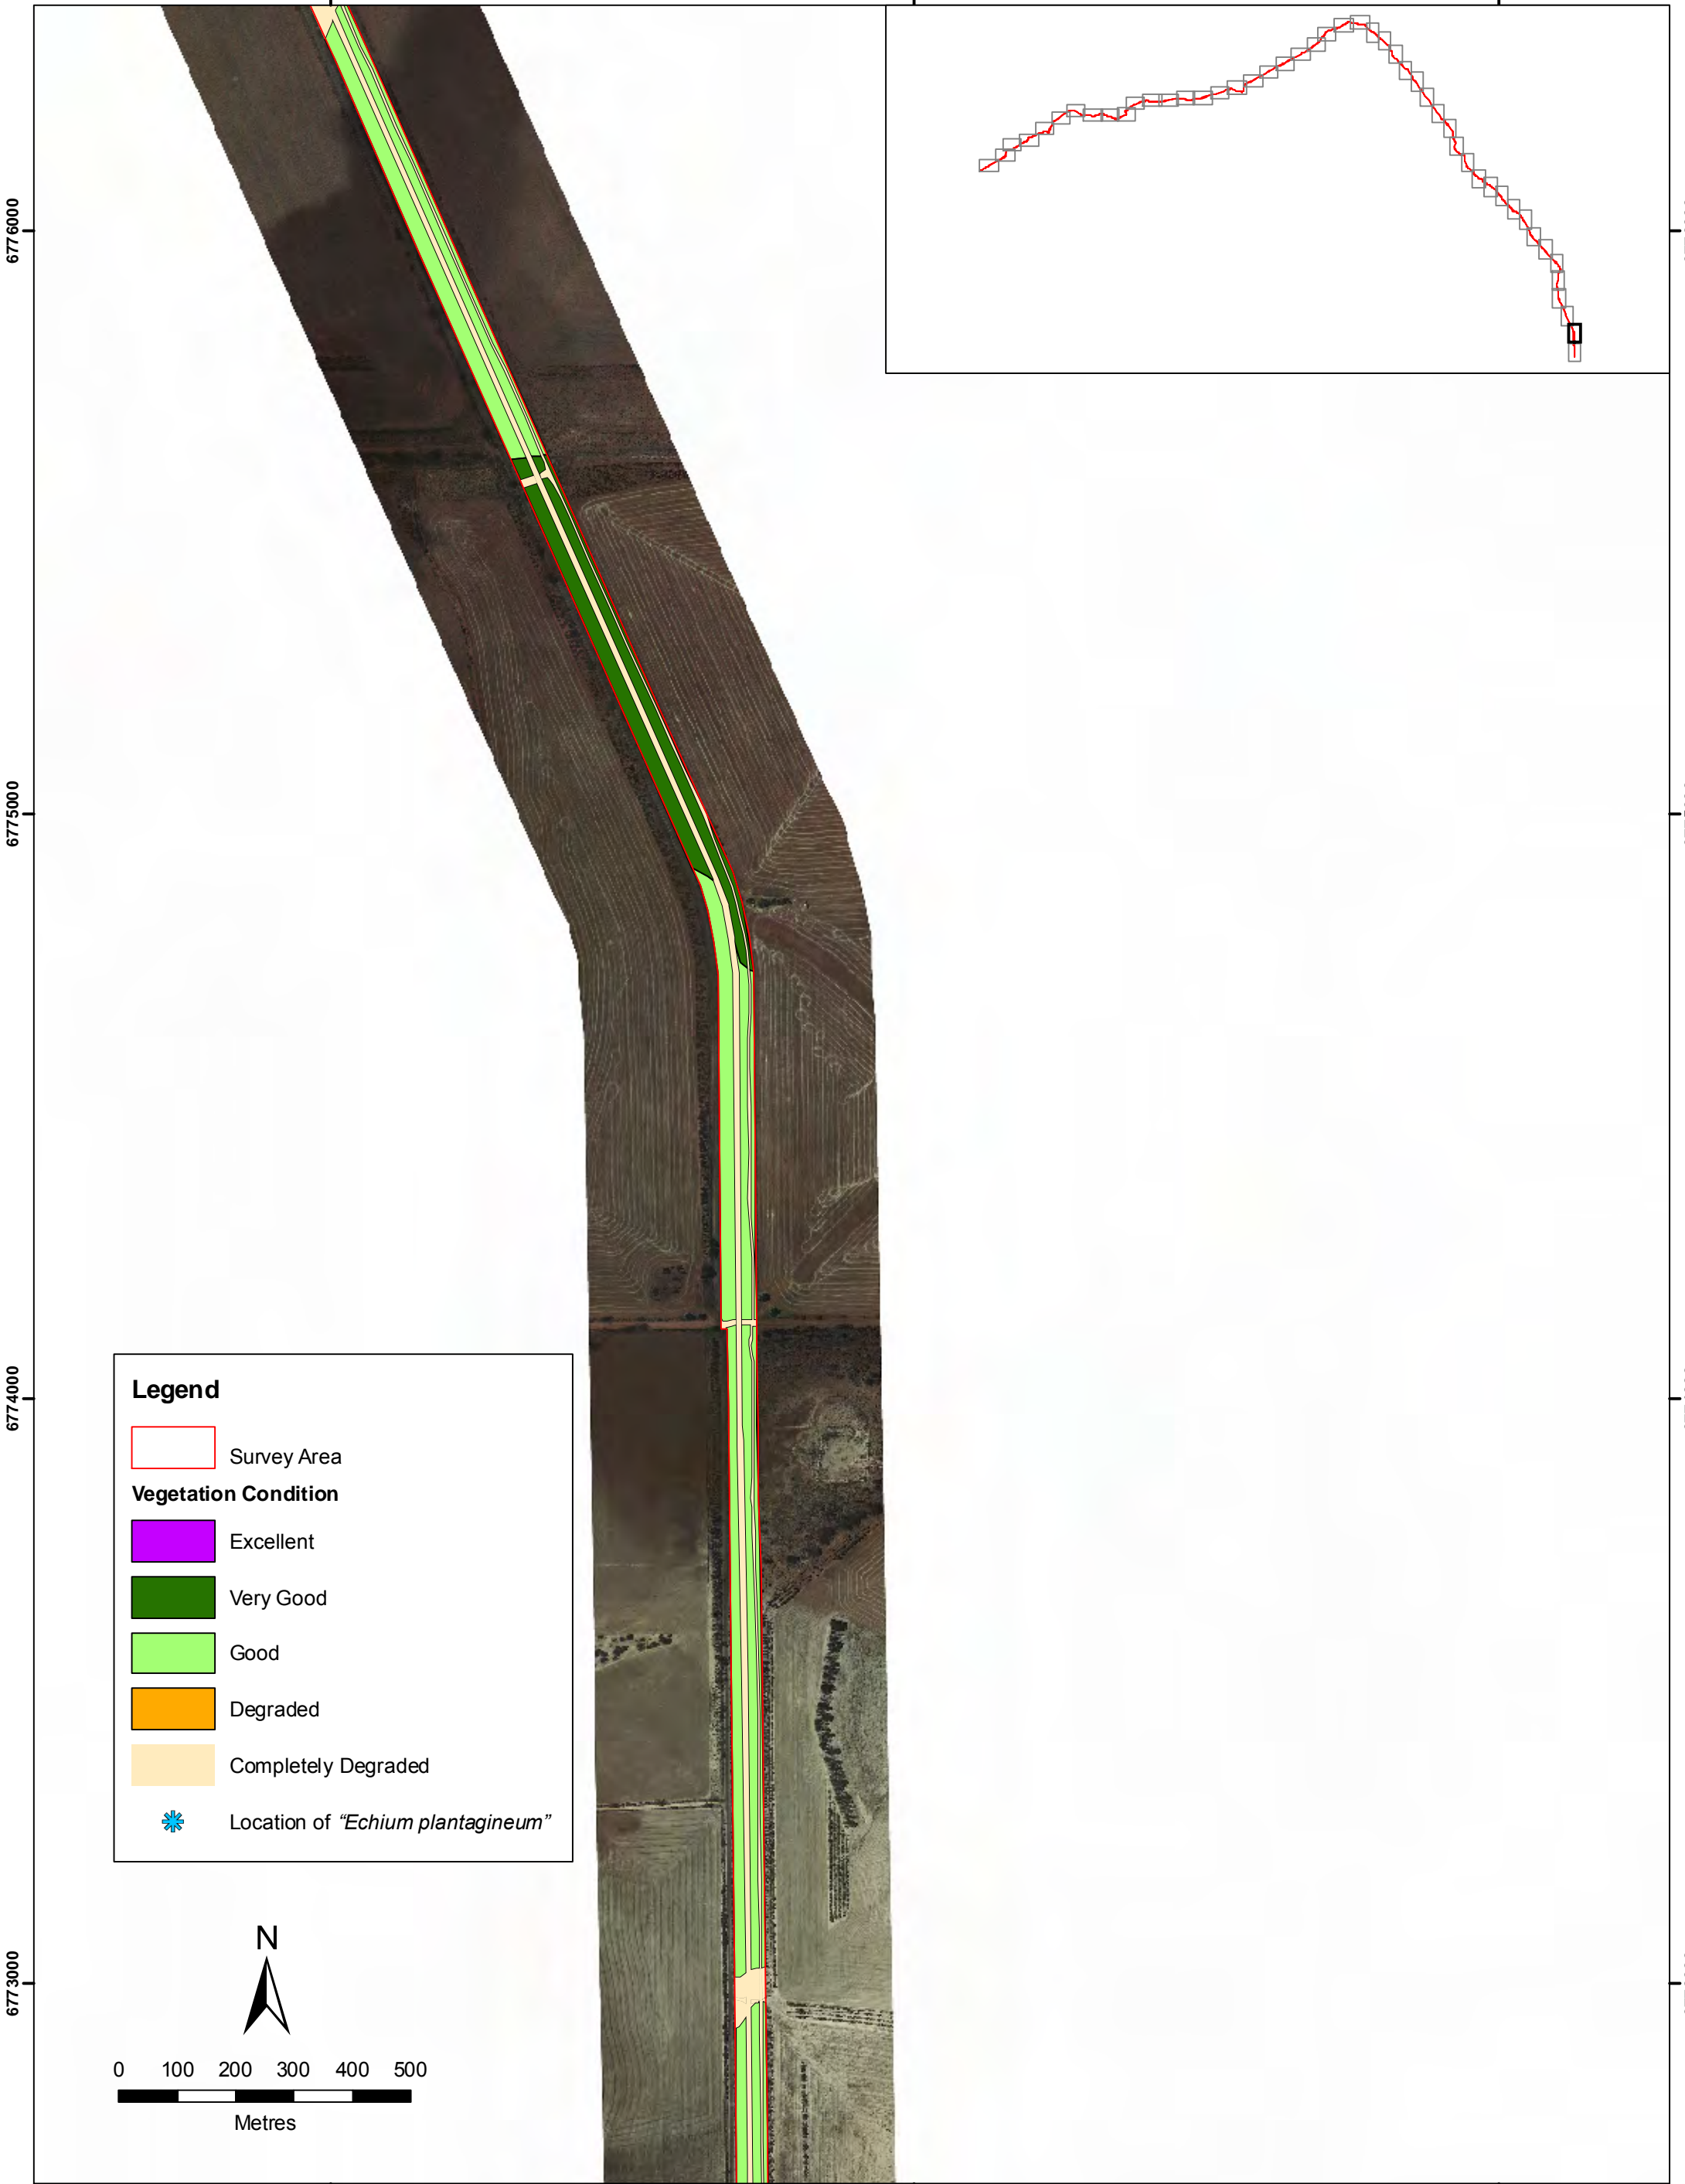 6776000
6775000
6774000
6773000
Legend
Survey Area
Vegetation Condition
Excellent
Very Good
Good
Degraded
Completely Degraded
Location of “Echium plantagineum”
N
0 100 200 300 400 500
Metres